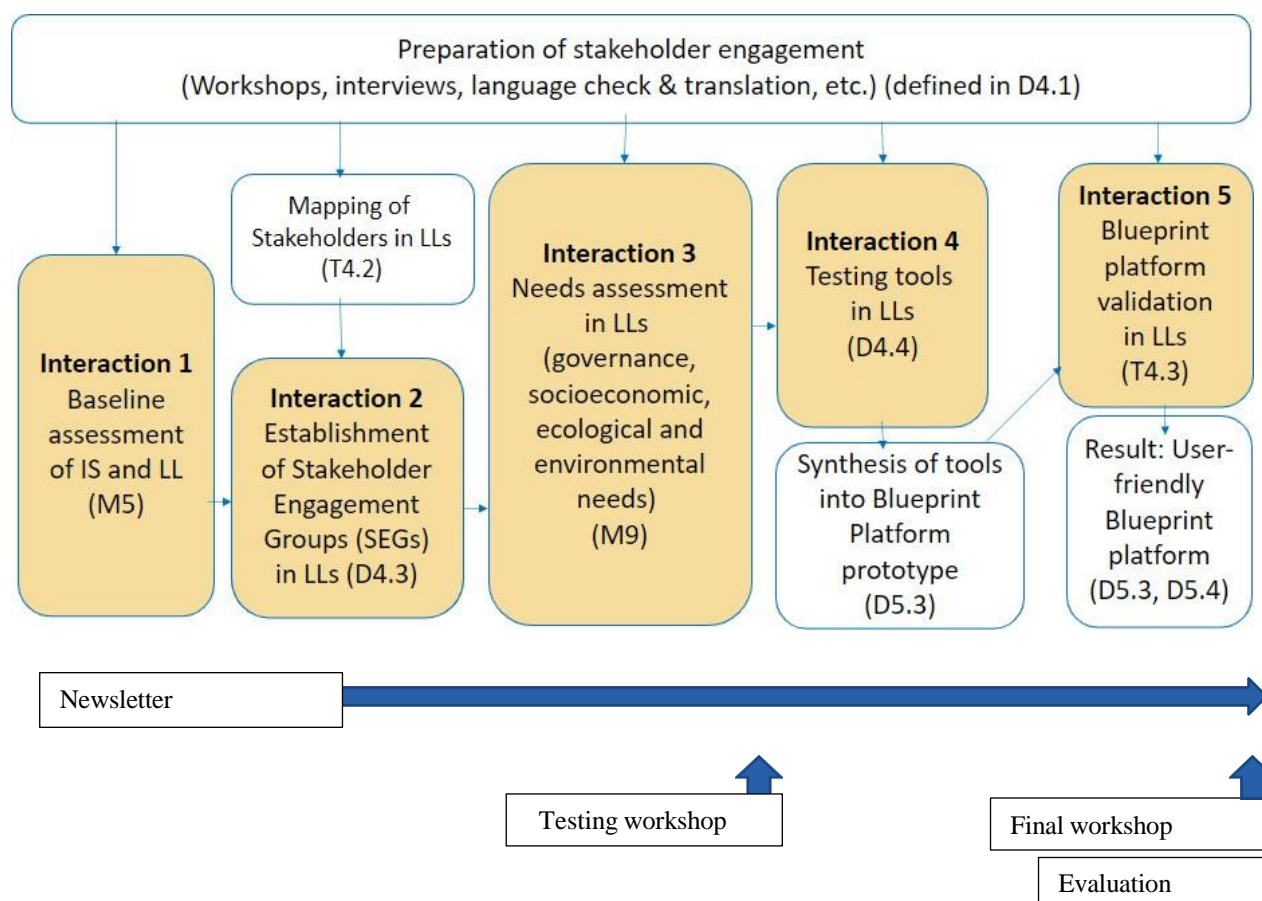 Preparation of stakeholder engagement
(Workshops, interviews, language check & translation, etc.) (defined in D4.1)
Interaction 1
Baseline
assessment
of IS and LL
(M5)
Mapping of
Stakeholders in LLs
(T4.2)
Interaction 2
Establishment
of Stakeholder
Engagement
Groups (SEGs)
in LLs (D4.3)
Interaction 3
Needs assessment
in LLs
(governance,
socioeconomic,
ecological and
environmental
needs)
(M9)
Interaction 4
Testing tools
in LLs
(D4.4)
Synthesis of tools
into Blueprint
Platform
prototype
(D5.3)
Interaction 5
Blueprint
platform
validation
in LLs
(T4.3)
Result: User-
friendly
Blueprint
platform
(D5.3, D5.4)
Newsletter
Testing workshop
Final workshop
Evaluation